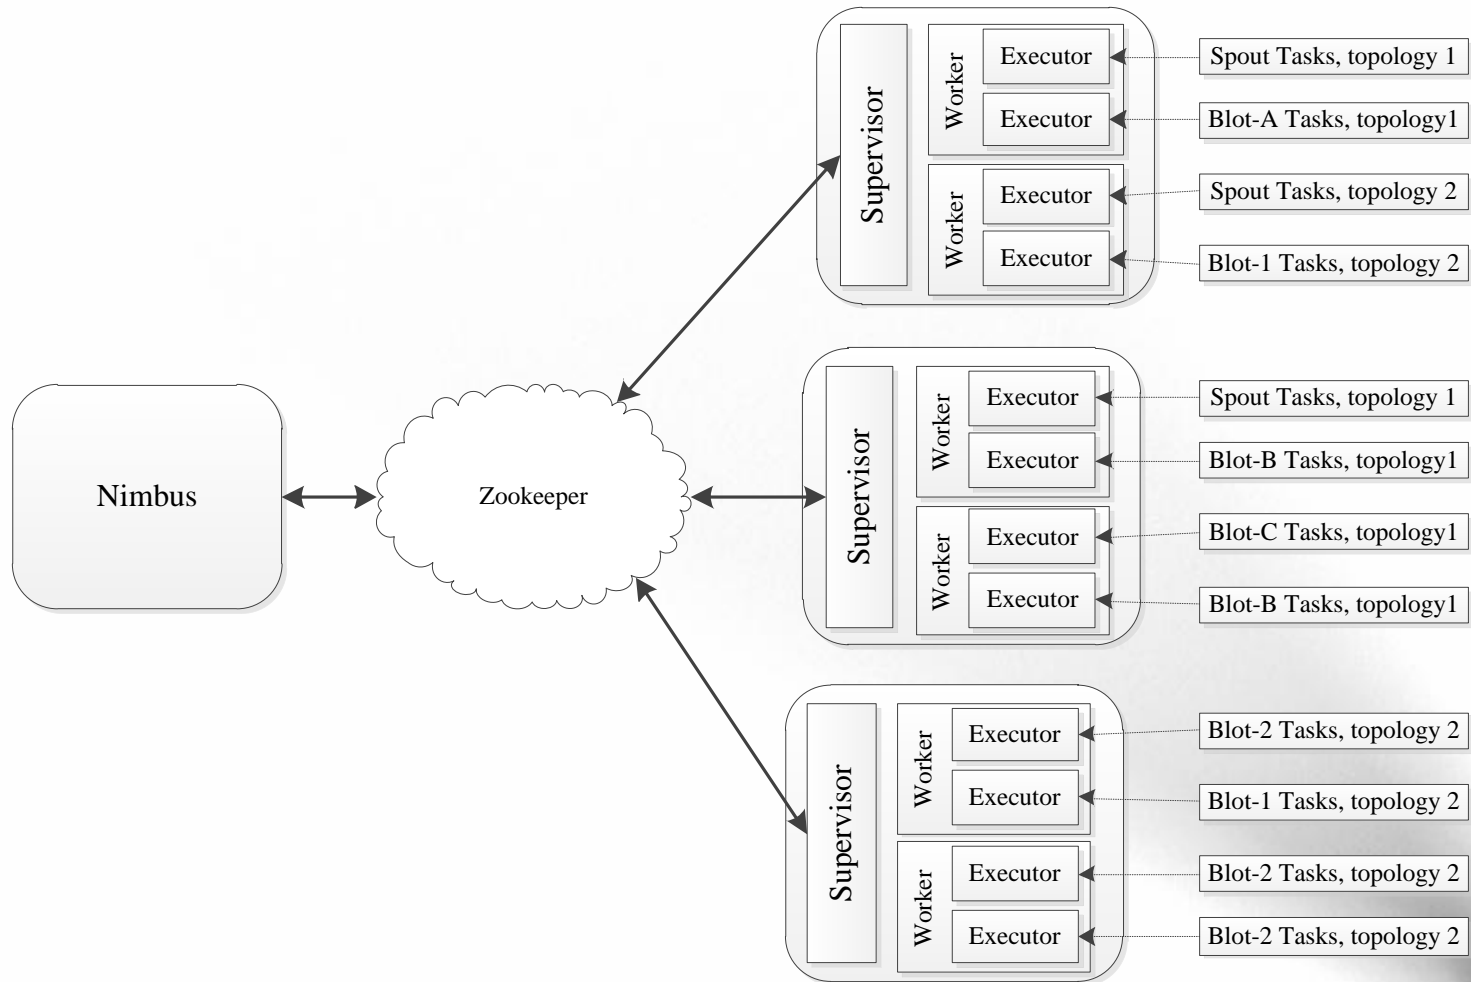 Nimbus
Zookeeper
Supervisor
Worker
Executor
Spout Tasks, topology 1
Executor
Blot-A Tasks, topology1
Worker
Executor
Spout Tasks, topology 2
Executor
Blot-1 Tasks, topology 2
Supervisor
Worker
Executor
Spout Tasks, topology 1
Executor
Blot-B Tasks, topology1
Worker
Executor
Blot-C Tasks, topology1
Executor
Blot-B Tasks, topology1
Supervisor
Worker
Executor
Blot-2 Tasks, topology 2
Executor
Blot-1 Tasks, topology 2
Worker
Executor
Blot-2 Tasks, topology 2
Executor
Blot-2 Tasks, topology 2